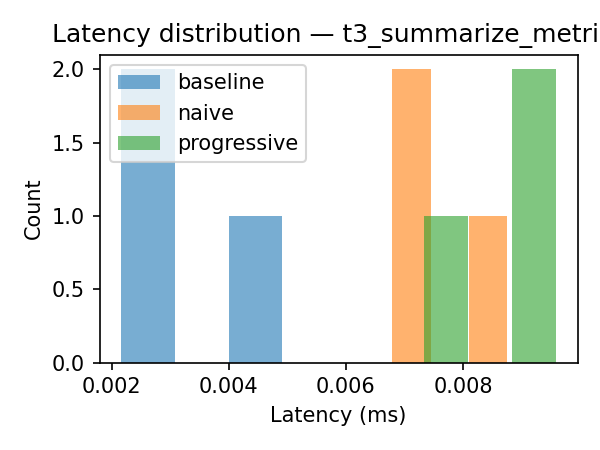 Latency distribution — t3_summarize_metri
baseline
naive
progressive
2.0
1.5
1.0
0.5
0.0
Count
0.002 0.004 0.006 0.008
Latency (ms)